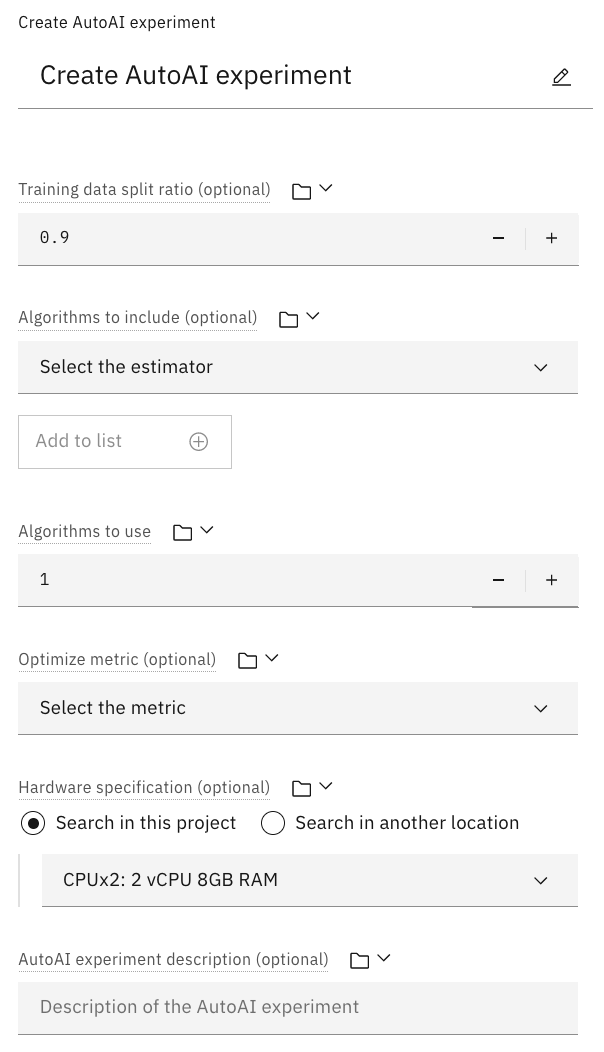 Create AutoAI experiment
Create AutoAI experiment
Training data split ratio (optional)
0.9
Algorithms to include (optional)
Select the estimator
Add to list
Algorithms to use
1
Optimize metric (optional)
Select the metric
Hardware specification (optional)
Search in this project Search in another location
CPUx2: 2 vCPU 8GB RAM
AutoAI experiment description (optional)
Description of the AutoAI experiment